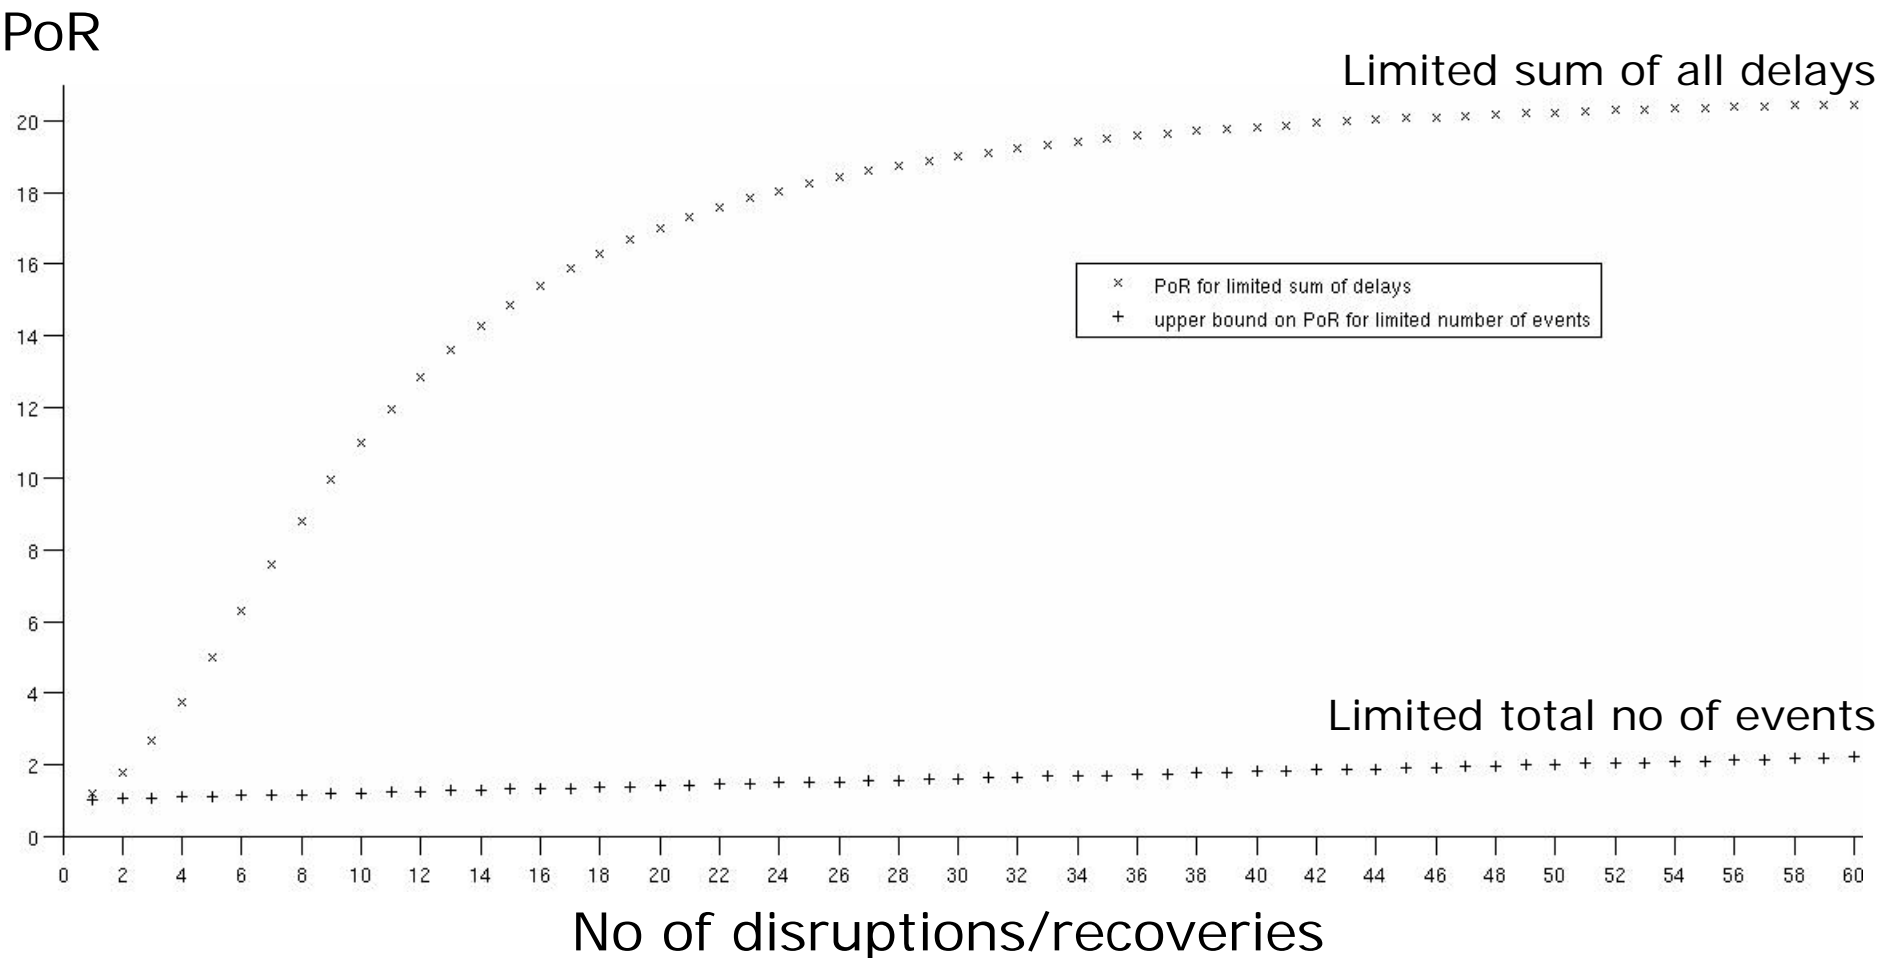 PoR
Limited sum of all delays
20
18
16
× PoR for limited sum of delays
+ upper bound on PoR for limited number of events
14
12
10
8
6
4
Limited total no of events
2
0
0 2 4 6 8 10 12 14 16 18 20 22 24 26 28 30 32 34 36 38 40 42 44 46 48 50 52 54 56 58 60
No of disruptions/recoveries